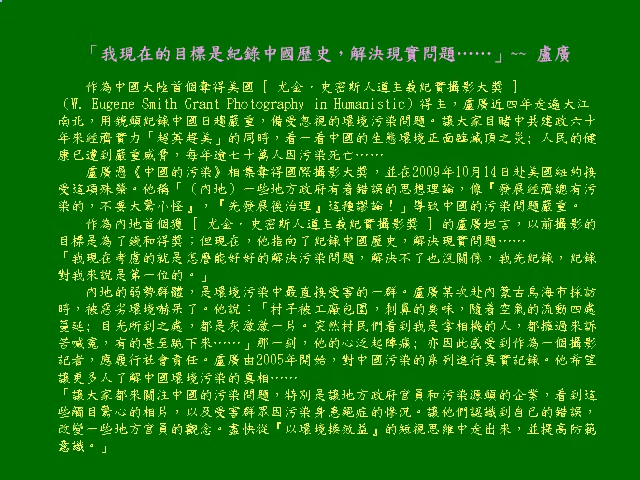 「我現在的目標是紀錄中國歷史，解決現實問題……」~~ 盧廣
作為中國大陸首個奪得美國 [ 尤金．史密斯人道主義紀實攝影大獎 ]
（W. Eugene Smith Grant Photography in Humanistic）得主，盧廣近四年走遍大江
南北，用鏡頭紀錄中國日趨嚴重，備受忽視的環境污染問題。讓大家目睹中共建政六十
年來經濟實力「超英趕美」的同時，看一看中國的生態環境正面臨滅頂之災; 人民的健
康已遭到嚴重威脅，每年逾七十萬人因污染死亡……
盧廣憑《中國的污染》相集奪得國際攝影大獎，並在2009年10月14日赴美國紐約接
受這項殊榮。他稱「（內地）一些地方政府有着錯誤的思想理論，像『發展經濟總有污
染的，不要大驚小怪』，『先發展後治理』這種謬論！」導致中國的污染問題嚴重。
作為內地首個獲 [ 尤金．史密斯人道主義紀實攝影獎 ] 的盧廣坦言，以前攝影的
目標是為了錢和得獎；但現在，他指向了紀錄中國歷史，解決現實問題……
「我現在考慮的就是怎麼能好好的解決污染問題，解決不了也沒關係，我先紀錄，紀錄
對我來說是第一位的。」
內地的弱勢群體，是環境污染中最直接受害的一群。盧廣某次赴內蒙古烏海市採訪
時，被惡劣環境嚇呆了。他說：「村子被工廠包圍，刺鼻的臭味，隨着空氣的流動四處
蔓延; 目光所到之處，都是灰濛濛一片。突然村民們看到我是拿相機的人，都擁過來訴
苦喊冤，有的甚至跪下來……」那一刻，他的心泛起陣痛; 亦因此感受到作為一個攝影
記者，應履行社會責任。盧廣由2005年開始，對中國污染的系列進行真實記錄。他希望
讓更多人了解中國環境污染的真相……
「讓大家都來關注中國的污染問題，特別是讓地方政府官員和污染源頭的企業，看到這
些觸目驚心的相片，以及受害群眾因污染身患絕症的慘況。讓他們認識到自己的錯誤，
改變一些地方官員的觀念。盡快從『以環境換效益』的短視思維中走出來，並提高防範
意識。」